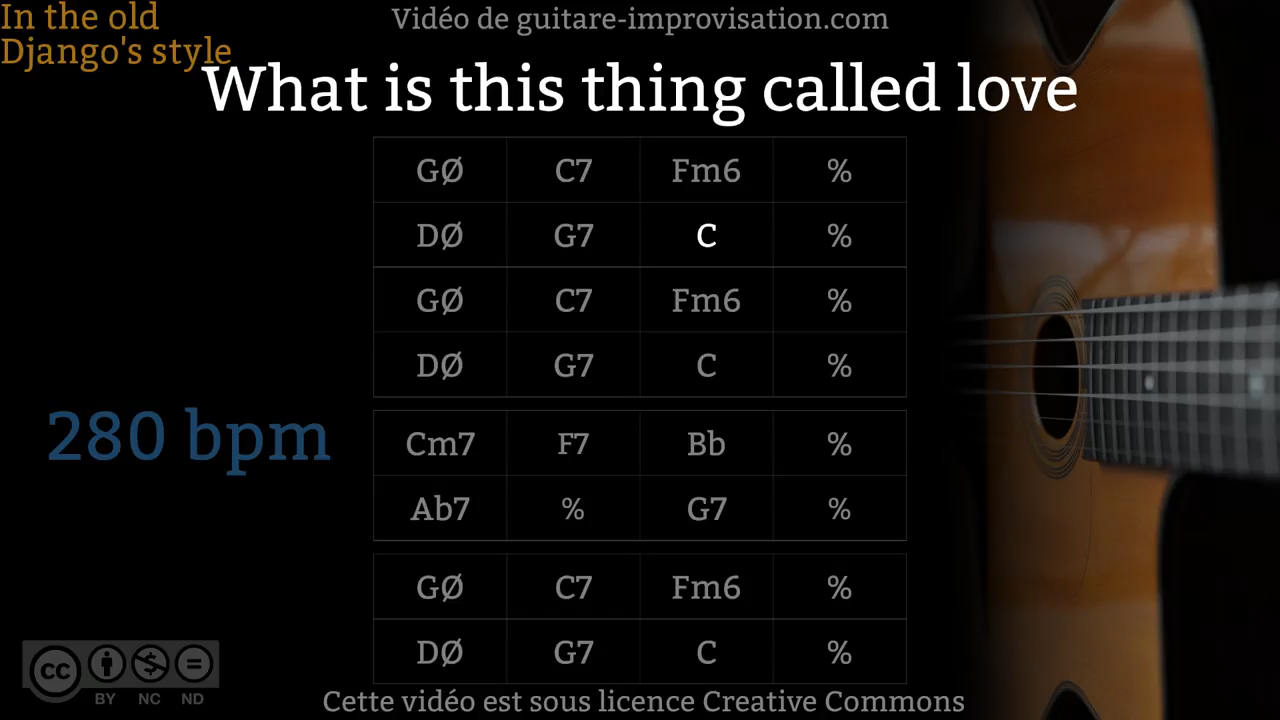 In the old
Django's style
Vidéo de guitare-improvisation.com
What is this thing called love
GØ C7 Fm6 %
DØ G7 C %
GØ C7 Fm6 %
DØ G7 C %
280 bpm
Cm7 F7 Bb %
Ab7 % G7 %
GØ C7 Fm6 %
DØ G7 C %
cc
BY NC ND
Cette vidéo est sous licence Creative Commons